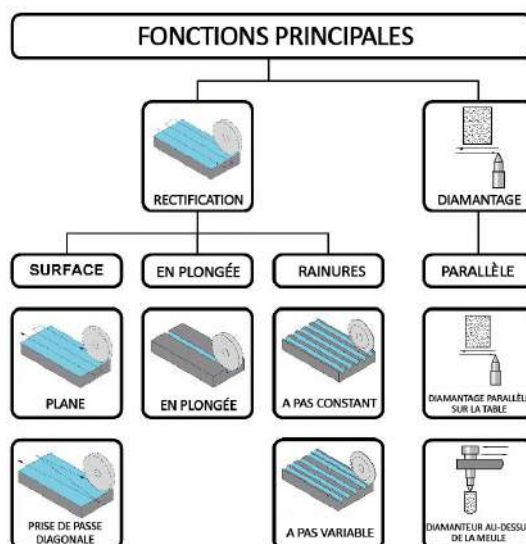 FONCTIONS PRINCIPALES
RECTIFICATION
DIAMANTAGE
SURFACE
EN PLONGÉE
RAINURES
PARALLÈLE
PLANE
EN PLONGÉE
A PAS CONSTANT
DIAMANTAGE PARALLÈLE
SUR LA TABLE
PRISE DE PASSE
DIAGONALE
A PAS VARIABLE
DIAMANTEUR AU-DESSU
DE LA MEULE